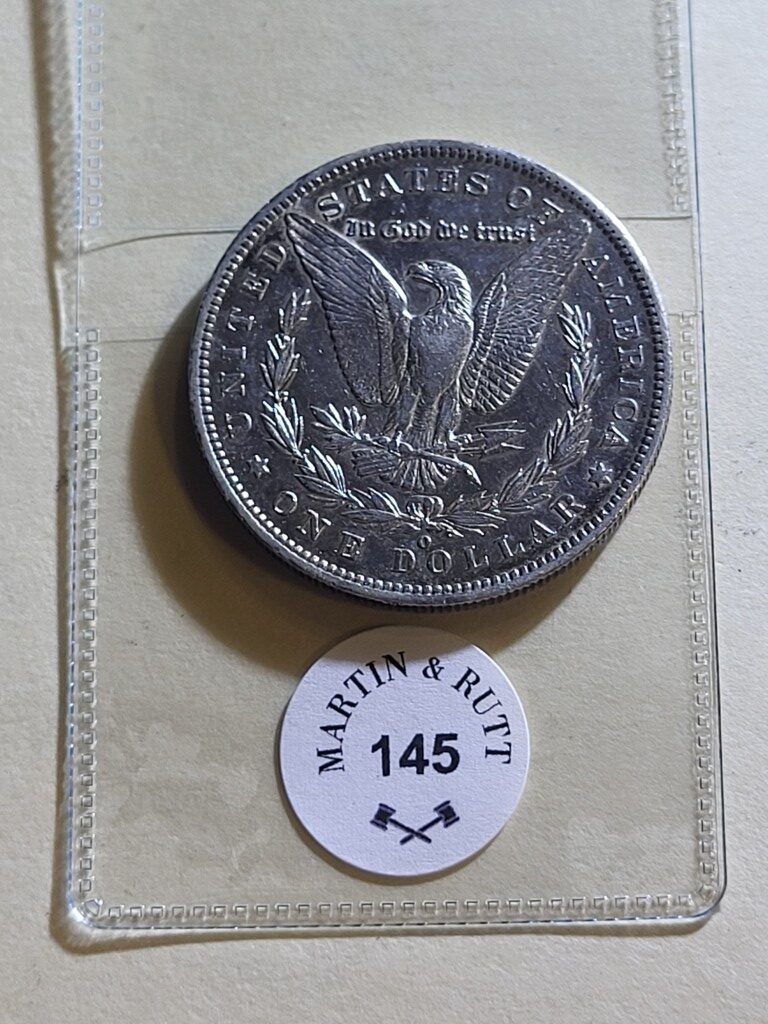 UNITED STATES OF AMERICA
In God we trust
O
ONE DOLLAR
MARTIN & RUTT
145